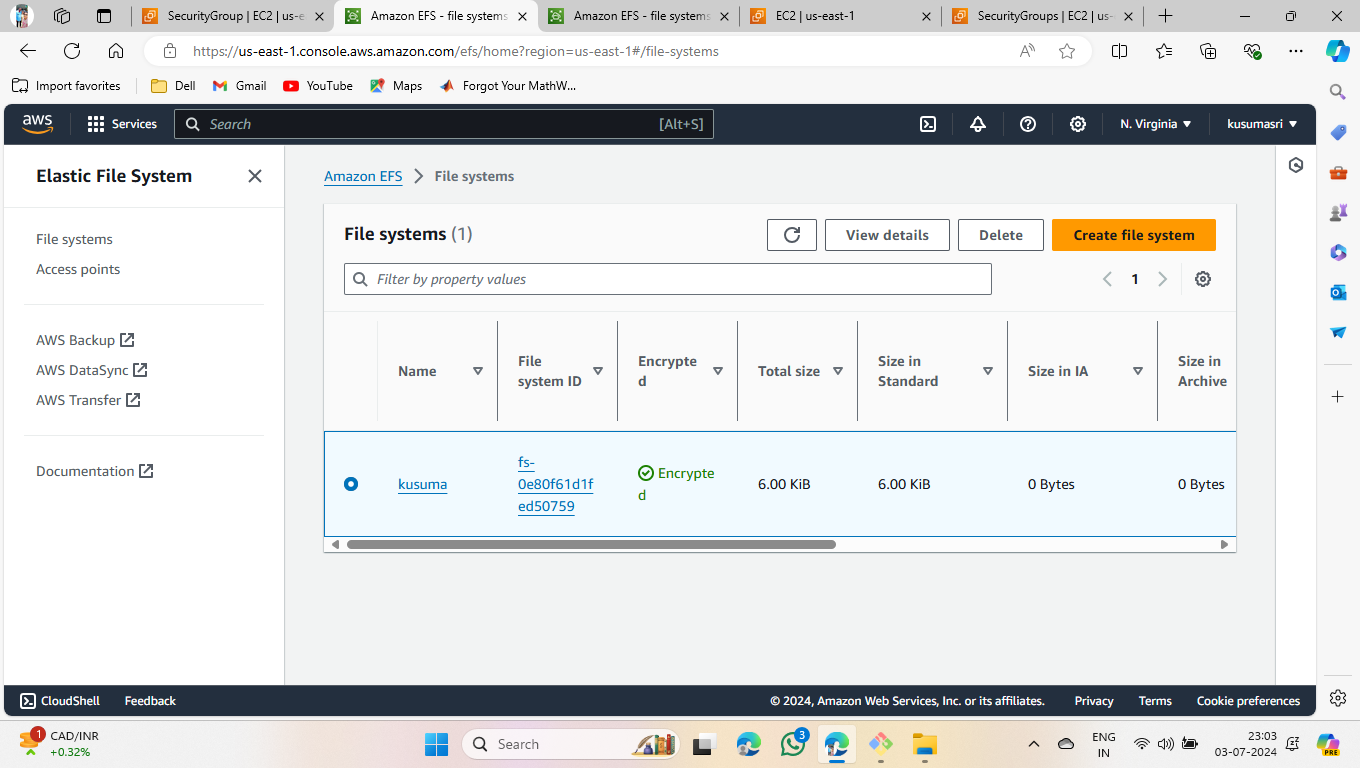 SecurityGroup | EC2 | us-e
Amazon EFS - file systems
Amazon EFS - file systems
EC2 | us-east-1
SecurityGroups | EC2 | us-
https://us-east-1.console.aws.amazon.com/efs/home?region=us-east-1#/file-systems
Import favorites
Dell
Gmail
YouTube
Maps
Forgot Your MathW...
aws
Services
Search
[Alt+S]
N. Virginia
kusumasri
Elastic File System
File systems
Access points
AWS Backup
AWS DataSync
AWS Transfer
Documentation
Amazon EFS
File systems
File systems (1)
View details
Delete
Create file system
Filter by property values
1
Name
File
system ID
Encrypte
d
Total size
Size in
Standard
Size in IA
Size in
Archive
kusuma
fs-
0e80f61d1f
ed50759
Encrypte
d
6.00 KiB
6.00 KiB
0 Bytes
0 Bytes
CloudShell
Feedback
© 2024, Amazon Web Services, Inc. or its affiliates.
Privacy
Terms
Cookie preferences
1
CAD/INR
+0.32%
Search
3
ENG
IN
23:03
03-07-2024
PRE